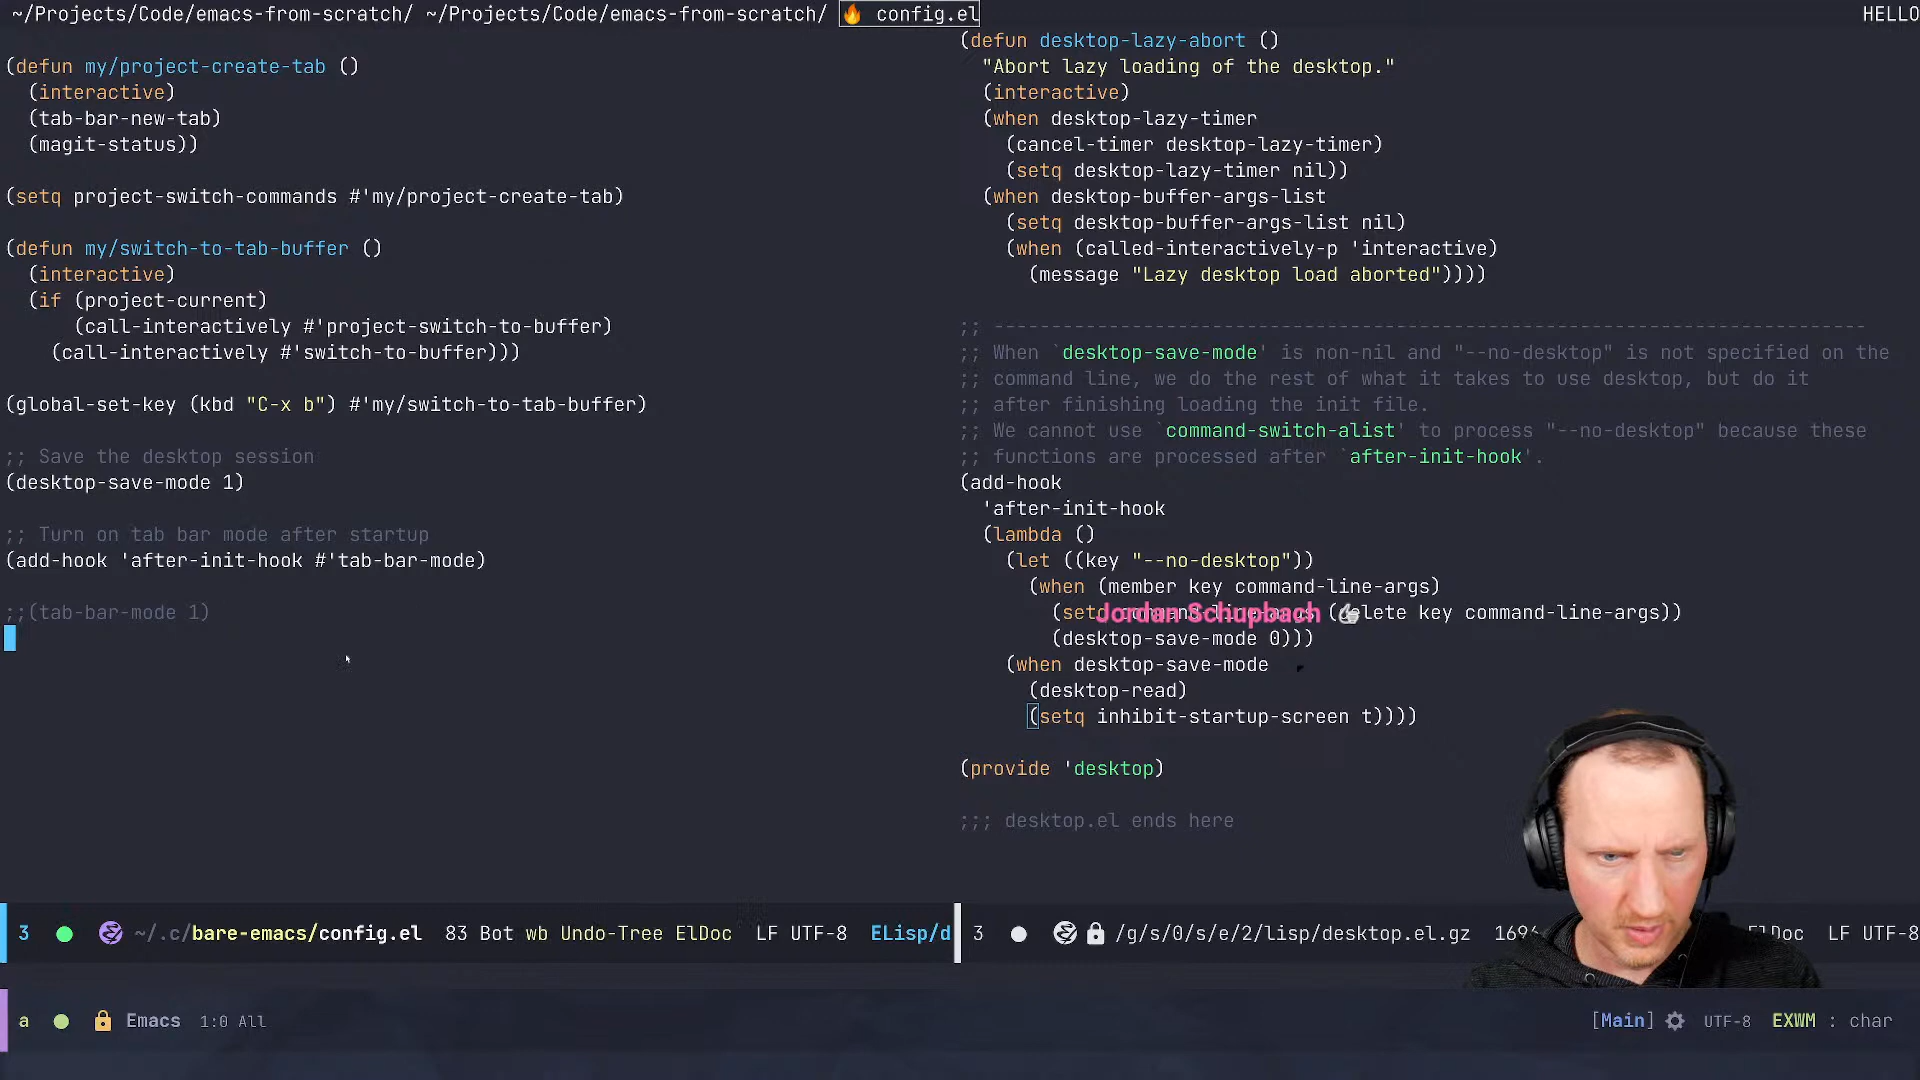 ~/Projects/Code/emacs-from-scratch/ ~/Projects/Code/emacs-from-scratch/ 🔥 config.el HELLO
(defun my/project-create-tab ()
  (interactive)
  (tab-bar-new-tab)
  (magit-status))
(setq project-switch-commands #'my/project-create-tab)
(defun my/switch-to-tab-buffer ()
  (interactive)
  (if (project-current)
      (call-interactively #'project-switch-to-buffer)
    (call-interactively #'switch-to-buffer)))
(global-set-key (kbd "C-x b") #'my/switch-to-tab-buffer)
;; Save the desktop session
(desktop-save-mode 1)
;; Turn on tab bar mode after startup
(add-hook 'after-init-hook #'tab-bar-mode)
;;(tab-bar-mode 1)
3 ~/.c/bare-emacs/config.el 83 Bot wb Undo-Tree ElDoc LF UTF-8 ELisp/d
(defun desktop-lazy-abort ()
  "Abort lazy loading of the desktop."
  (interactive)
  (when desktop-lazy-timer
    (cancel-timer desktop-lazy-timer)
    (setq desktop-lazy-timer nil))
  (when desktop-buffer-args-list
    (setq desktop-buffer-args-list nil)
    (when (called-interactively-p 'interactive)
      (message "Lazy desktop load aborted"))))
;; ----------------------------------------------------------------------------
;; When `desktop-save-mode' is non-nil and "--no-desktop" is not specified on the
;; command line, we do the rest of what it takes to use desktop, but do it
;; after finishing loading the init file.
;; We cannot use `command-switch-alist' to process "--no-desktop" because these
;; functions are processed after `after-init-hook'.
(add-hook
  'after-init-hook
  (lambda ()
    (let ((key "--no-desktop"))
      (when (member key command-line-args)
        (setq command-line-args (delete key command-line-args))
        (desktop-save-mode 0)))
    (when desktop-save-mode
      (desktop-read)
      (setq inhibit-startup-screen t))))
(provide 'desktop)
;;; desktop.el ends here
Jordan Schupbach
3 /g/s/0/s/e/2/lisp/desktop.el.gz 1696 ElDoc LF UTF-8
a Emacs 1:0 All [Main] UTF-8 EXWM : char